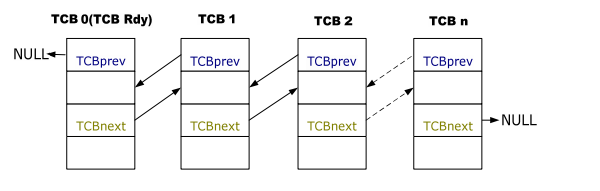 TCB 0(TCB Rdy) TCB 1 TCB 2 TCB n
NULL TCBprev TCBprev TCBprev TCBprev
TCBnext TCBnext TCBnext TCBnext NULL